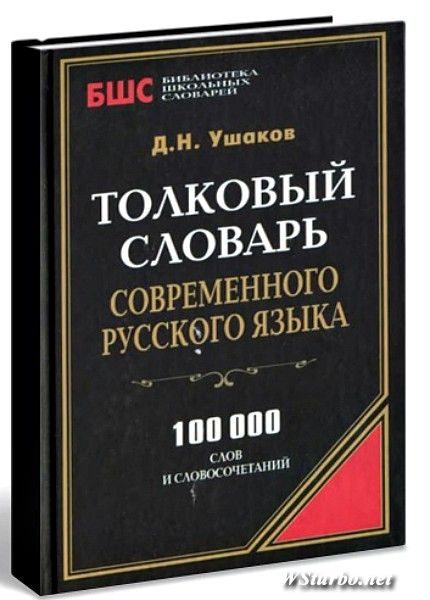 БШС
БИБЛИОТЕКА
ШКОЛЬНЫХ
СЛОВАРЕЙ
Д.Н. Ушаков
ТОЛКОВЫЙ
СЛОВАРЬ
СОВРЕМЕННОГО
РУССКОГО ЯЗЫКА
100 000
СЛОВ
И СЛОВОСОЧЕТАНИЙ
WSturbo.net